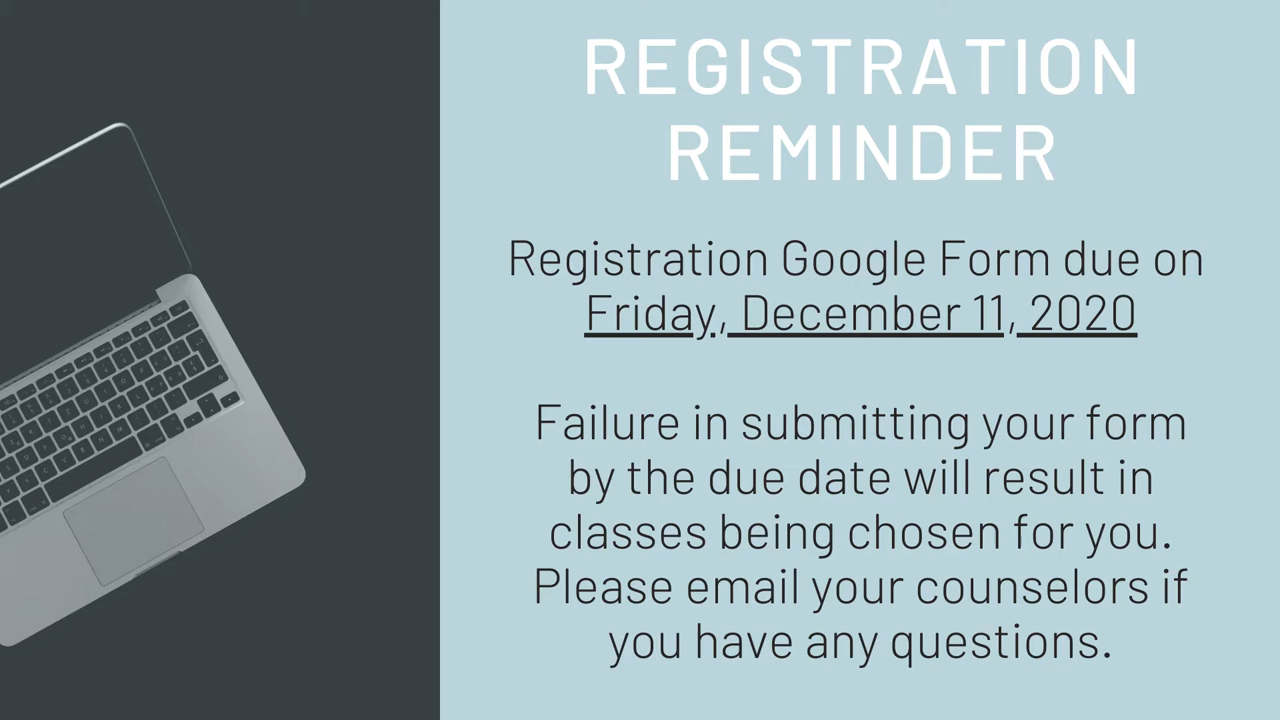 REGISTRATION
REMINDER
Registration Google Form due on
Friday, December 11, 2020
Failure in submitting your form
by the due date will result in
classes being chosen for you.
Please email your counselors if
you have any questions.